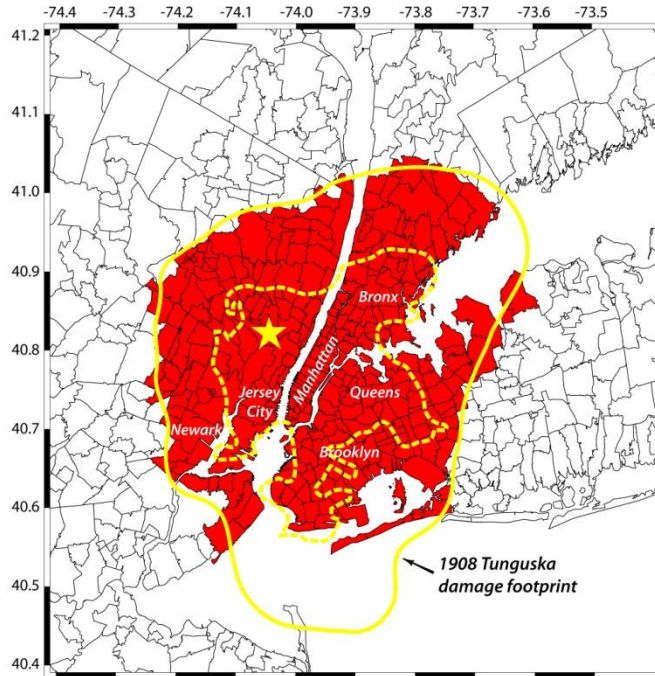 -74.4 -74.3 -74.2 -74.1 -74.0 -73.9 -73.8 -73.7 -73.6 -73.5
41.2
41.1
41.0
40.9
Bronx
40.8
Manhattan
Jersey
City
Queens
40.7
Newark
Brooklyn
40.6
40.5
1908 Tunguska
damage footprint
40.4